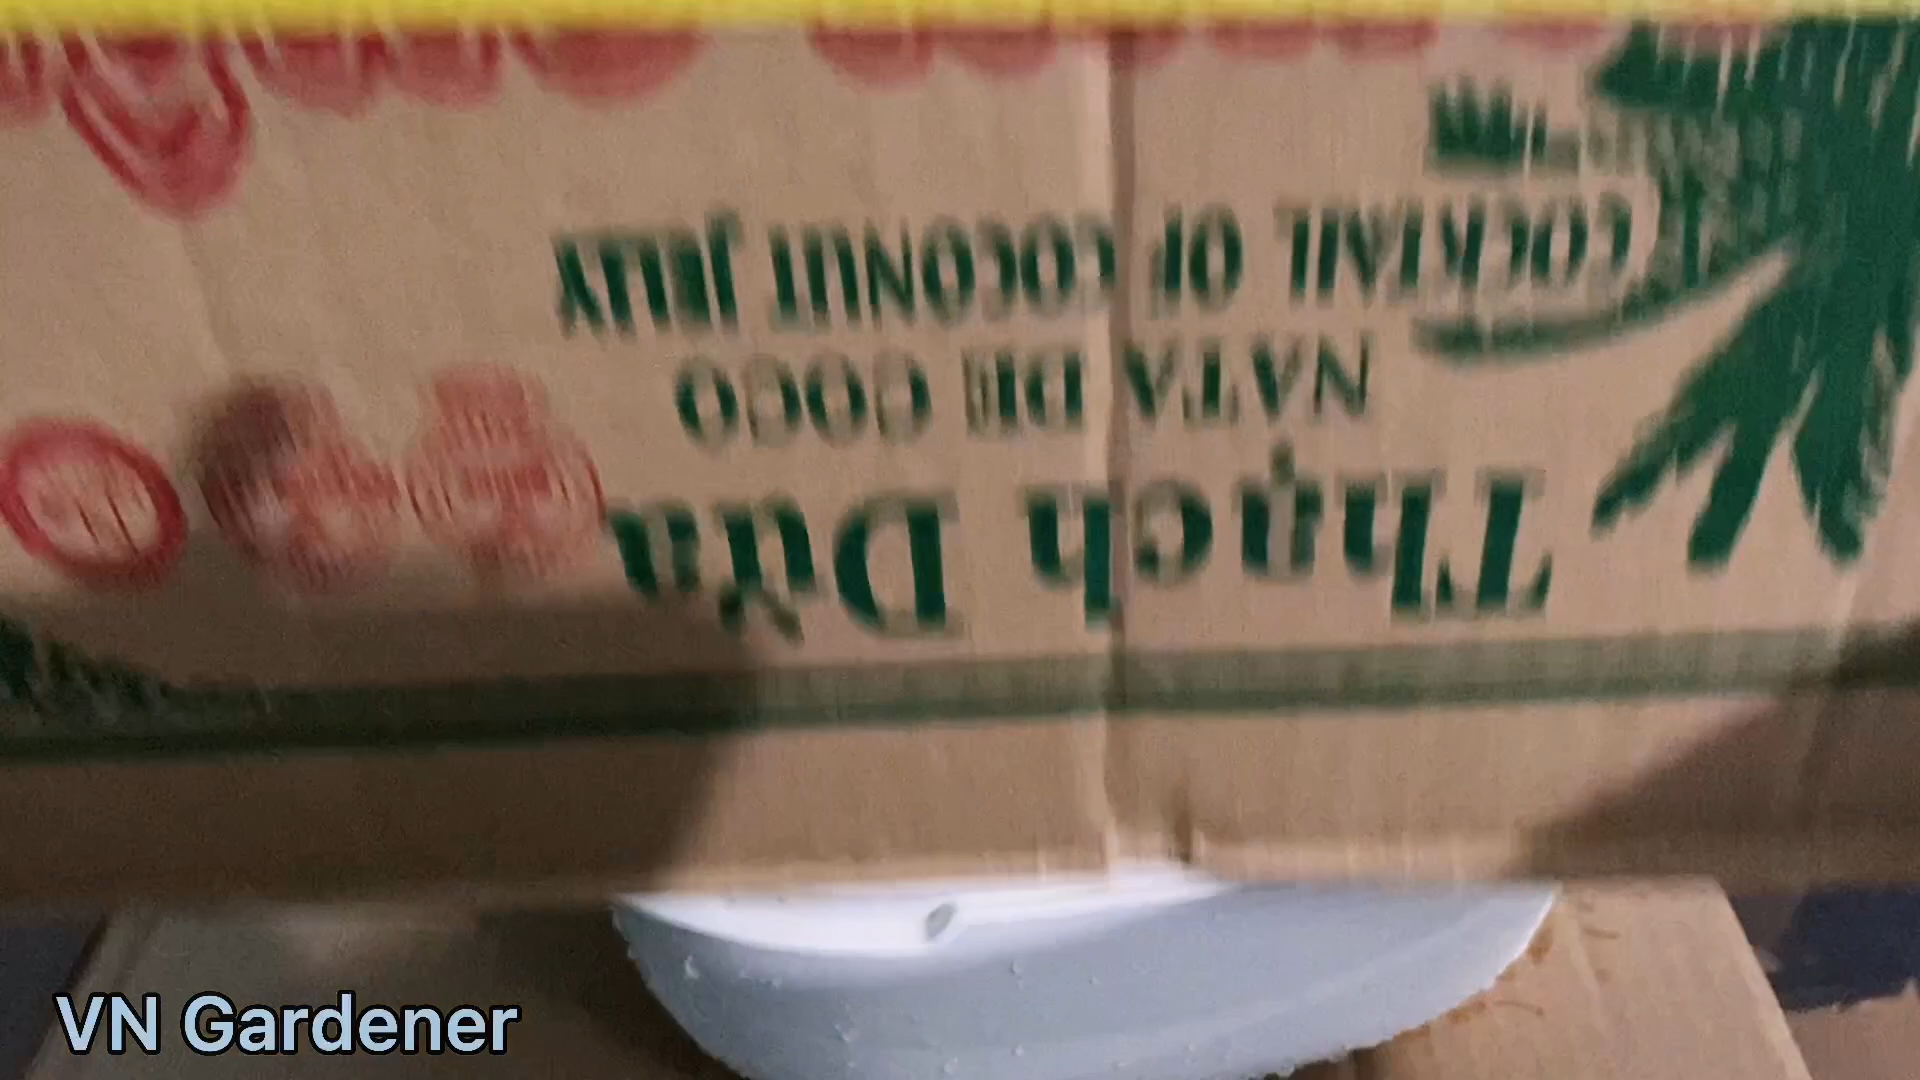 Thạch Dừa
NATA DE COCO
COCKTAIL OF COCONUT JELLY
VN Gardener